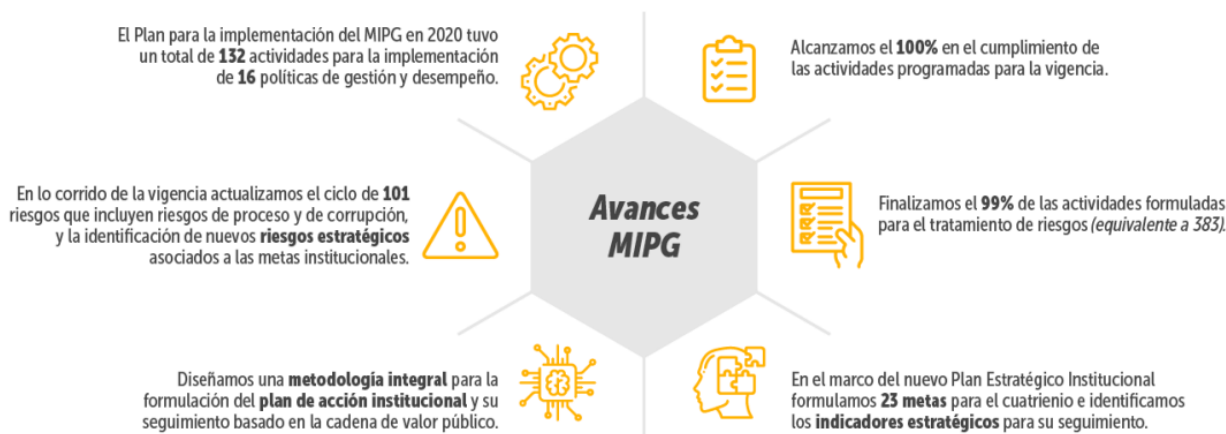 El Plan para la implementación del MIPG en 2020 tuvo
un total de 132 actividades para la implementación
de 16 políticas de gestión y desempeño.
Alcanzamos el 100% en el cumplimiento de
las actividades programadas para la vigencia.
En lo corrido de la vigencia actualizamos el ciclo de 101
riesgos que incluyen riesgos de proceso y de corrupción,
y la identificación de nuevos riesgos estratégicos
asociados a las metas institucionales.
Avances
MIPG
Finalizamos el 99% de las actividades formuladas
para el tratamiento de riesgos (equivalente a 383).
Diseñamos una metodología integral para la
formulación del plan de acción institucional y su
seguimiento basado en la cadena de valor público.
En el marco del nuevo Plan Estratégico Institucional
formulamos 23 metas para el cuatrienio e identificamos
los indicadores estratégicos para su seguimiento.